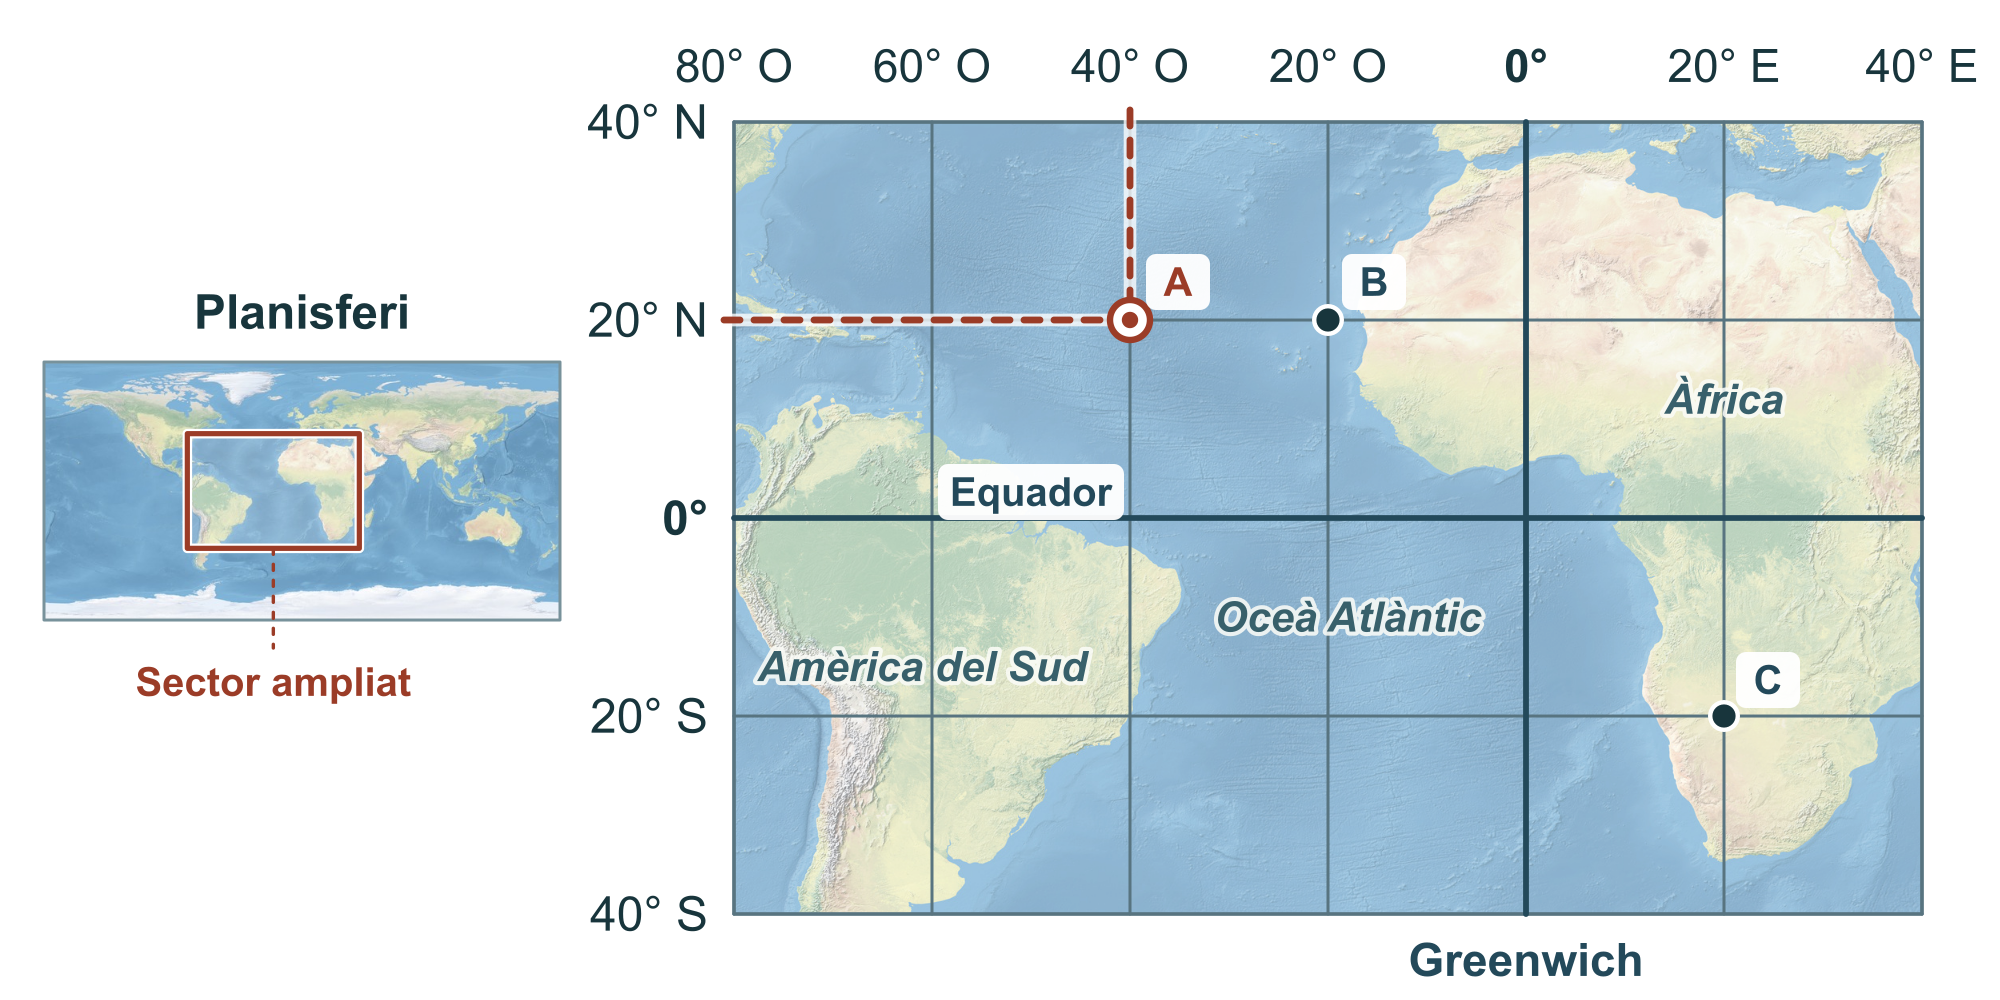 80° O 60° O 40° O 20° O 0° 20° E 40° E
40° N
A
B
20° N
Planisferi
Àfrica
Equador
0°
Oceà Atlàntic
Amèrica del Sud
Sector ampliat
C
20° S
40° S
Greenwich